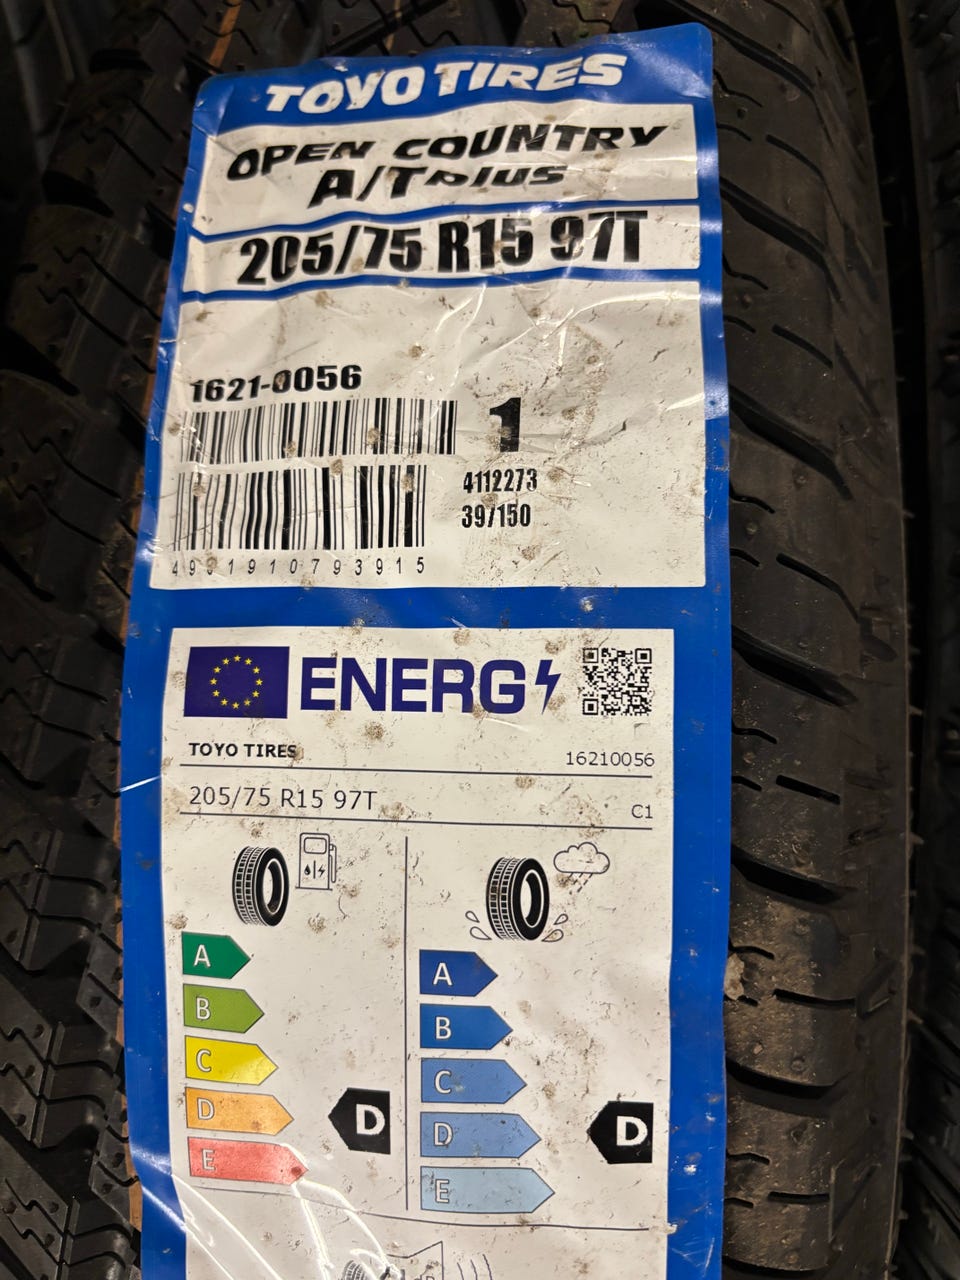 TOYO TIRES
OPEN COUNTRY
A/T plus
205/75 R15 97T
1621-0056
1
4112273
39/150
4981910793915
ENERG
TOYO TIRES
16210056
205/75 R15 97T
C1
A
B
C
D
E
D
A
B
C
D
E
D